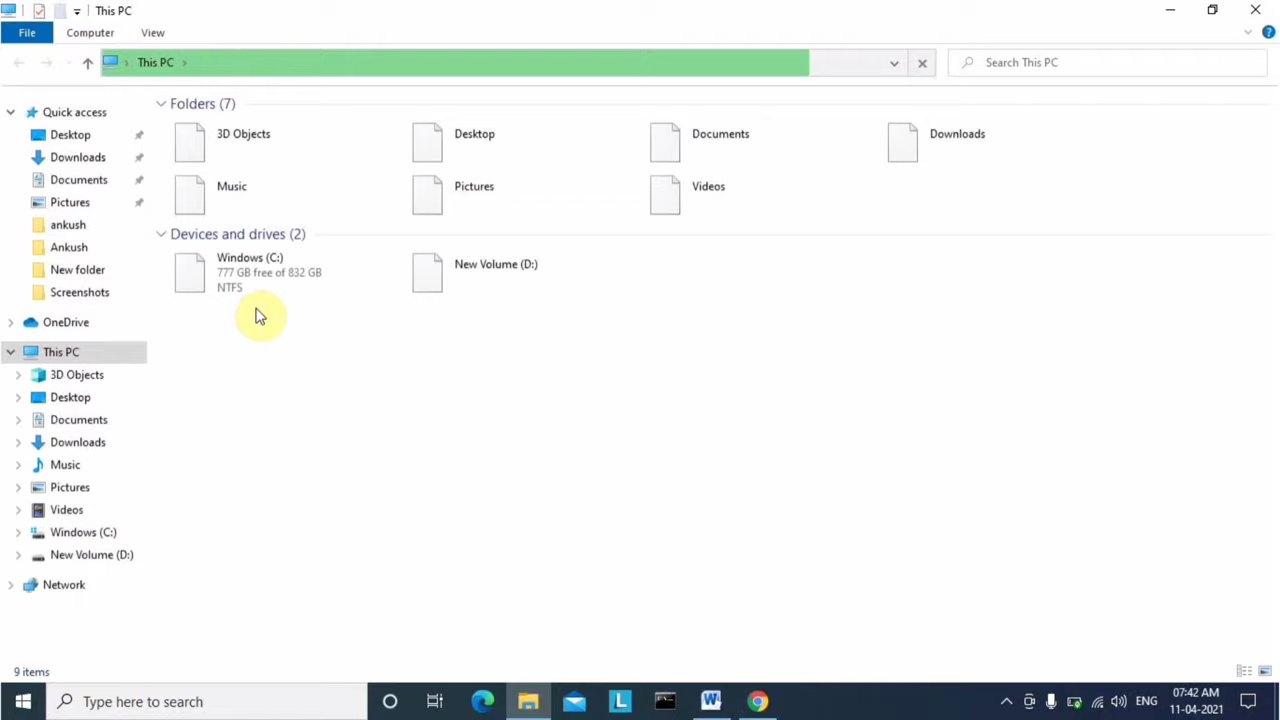 This PC
File Computer View
This PC
Search This PC
Quick access
Desktop
Downloads
Documents
Pictures
ankush
Ankush
New folder
Screenshots
OneDrive
This PC
3D Objects
Desktop
Documents
Downloads
Music
Pictures
Videos
Windows (C:)
New Volume (D:)
Network
Folders (7)
3D Objects Desktop Documents Downloads
Music Pictures Videos
Devices and drives (2)
Windows (C:)
777 GB free of 832 GB
NTFS
New Volume (D:)
9 items
Type here to search
ENG
07:42 AM
11-04-2021